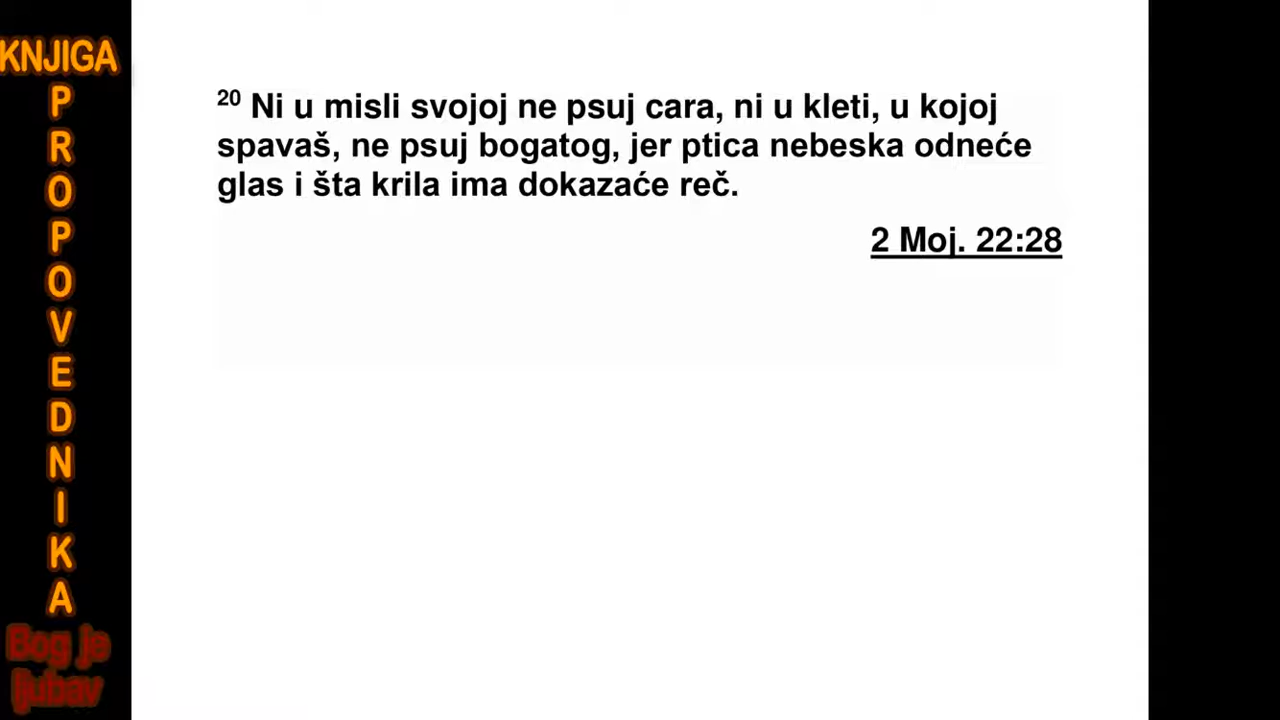 KNJIGA
PROPOVEDNIKA
Bog je
ljubav
20 Ni u misli svojoj ne psuj cara, ni u kleti, u kojoj
spavaš, ne psuj bogatog, jer ptica nebeska odneće
glas i šta krila ima dokazaće reč.
2 Moj. 22:28